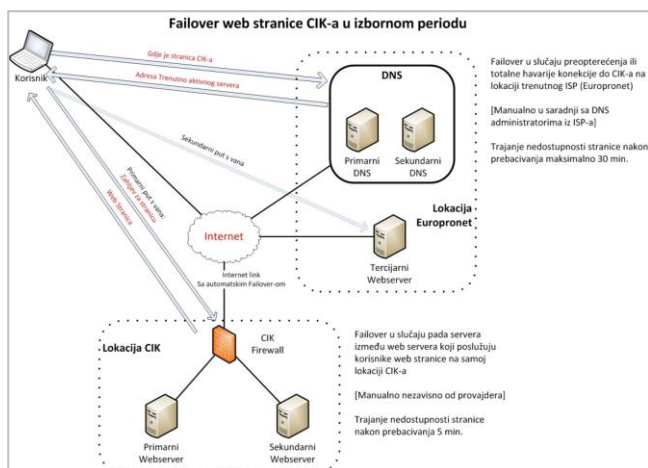 Failover web stranice CIK-a u izbornom periodu
Korisnik
Gdje je stranica CIK-a
Adresa Trenutno aktivnog servera
DNS
Primarni
DNS
Sekundarni
DNS
Failover u slučaju preopterećenja ili
totalne havarije konekcije do CIK-a na
lokaciji trenutnog ISP (Europronet)
[Manualno u saradnji sa DNS
administratorima iz ISP-a]
Trajanje nedostupnosti stranice nakon
prebacivanja maksimalno 30 min.
Sekundarni put s vana
Primarni put s vana:
Zahtjev za stranicu
Web Stranica
Lokacija
Europronet
Internet
Tercijarni
Webserver
Internet link
Sa automatskim Failover-om
Lokacija CIK
CIK
Firewall
Primarni
Webserver
Sekundarni
Webserver
Failover u slučaju pada servera
između web servera koji poslužuju
korisnike web stranice na samoj
lokaciji CIK-a
[Manualno nezavisno od provajdera]
Trajanje nedostupnosti stranice
nakon prebacivanja 5 min.